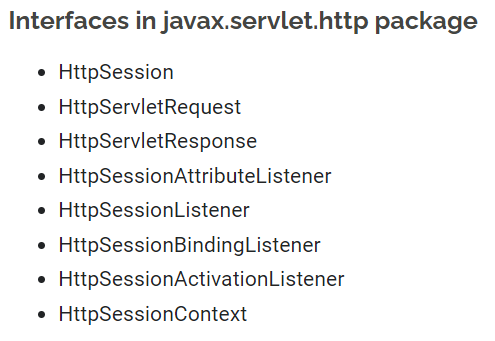 Interfaces in javax.servlet.http package
• HttpSession
• HttpServletRequest
• HttpServletResponse
• HttpSessionAttributeListener
• HttpSessionListener
• HttpSessionBindingListener
• HttpSessionActivationListener
• HttpSessionContext